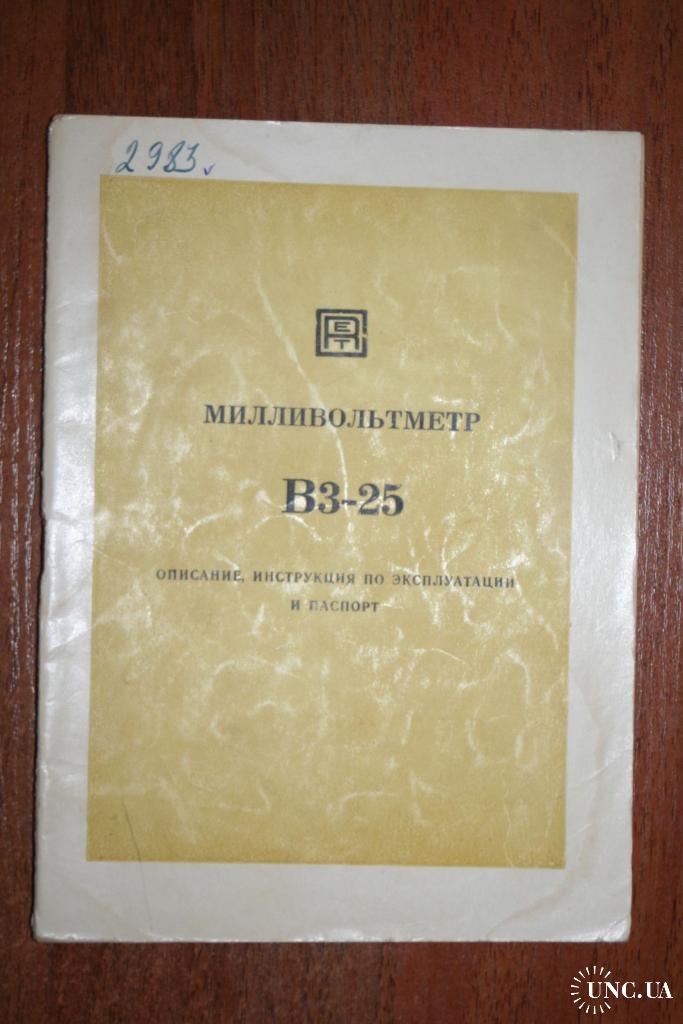 2983
МИЛЛИВОЛЬТМЕТР
В3-25
ОПИСАНИЕ, ИНСТРУКЦИЯ ПО ЭКСПЛУАТАЦИИ
И ПАСПОРТ
UNC.UA